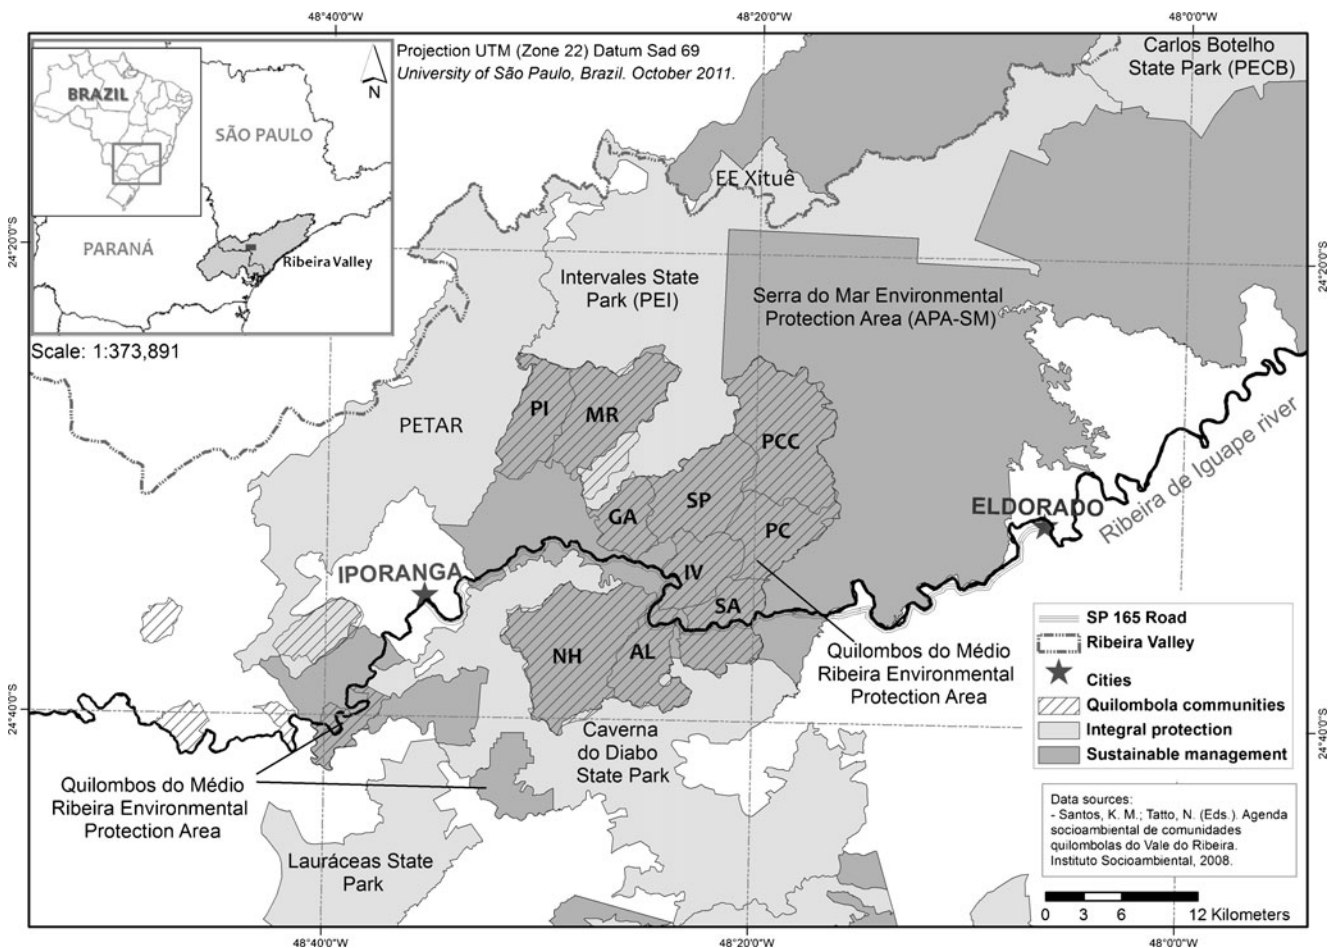 48°40'0"W
48°20'0"W
48°0'0"W
Projection UTM (Zone 22) Datum Sad 69
University of São Paulo, Brazil. October 2011.
N
BRAZIL
SÃO PAULO
PARANÁ
Ribeira Valley
Scale: 1:373,891
Carlos Botelho
State Park (PECB)
EE Xituê
24°20'0"S
24°20'0"S
Intervales State
Park (PEI)
Serra do Mar Environmental
Protection Area (APA-SM)
PETAR
PI
MR
PCC
SP
GA
PC
IV
SA
NH
AL
ELDORADO
Ribeira de Iguape river
IPORANGA
Quilombos do Médio
Ribeira Environmental
Protection Area
Caverna
do Diabo
State Park
Quilombos do Médio
Ribeira Environmental
Protection Area
Lauráceas State
Park
24°40'0"S
24°40'0"S
SP 165 Road
Ribeira Valley
Cities
Quilombola communities
Integral protection
Sustainable management
Data sources:
- Santos, K. M.; Tatto, N. (Eds.). Agenda
socioambiental de comunidades
quilombolas do Vale do Ribeira.
Instituto Socioambiental, 2008.
0 3 6 12 Kilometers
48°40'0"W
48°20'0"W
48°0'0"W